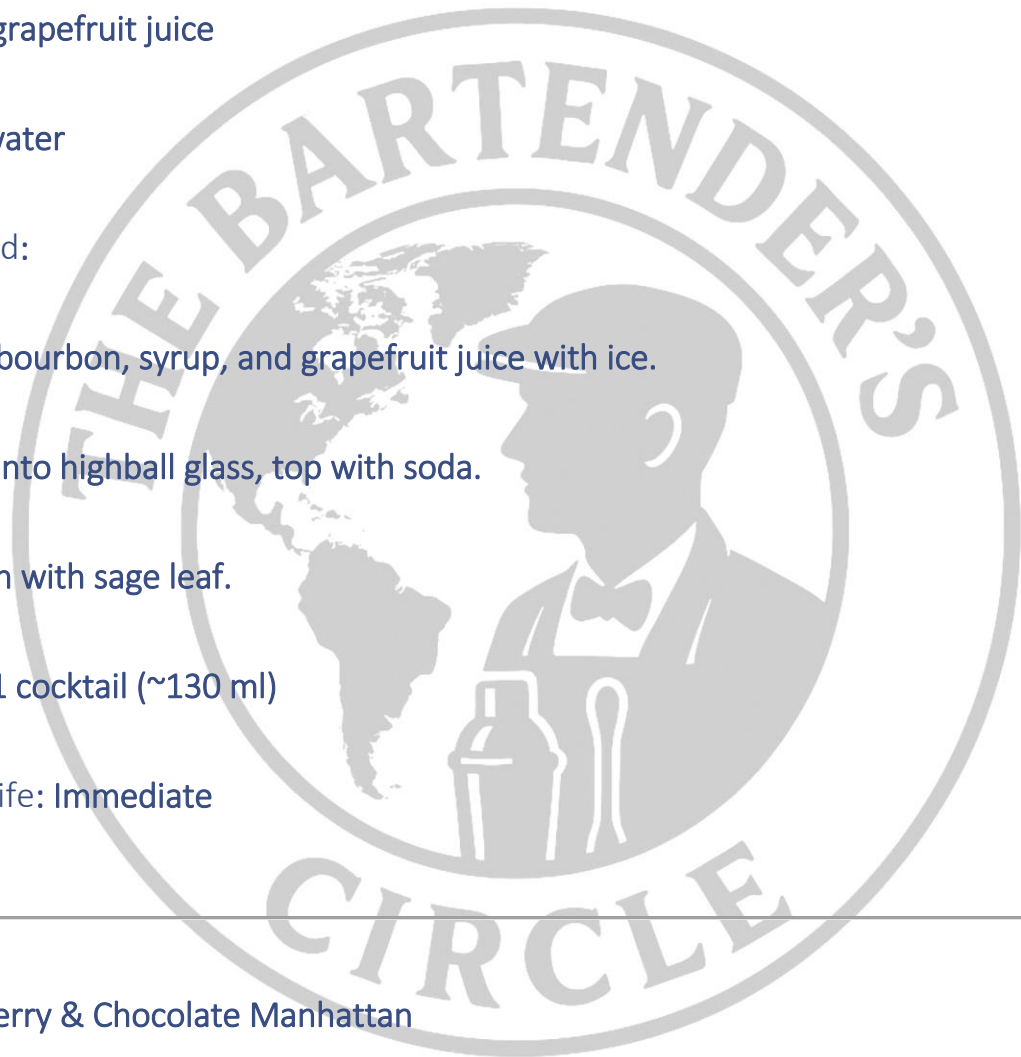 grapefruit juice
water
d:
bourbon, syrup, and grapefruit juice with ice.
nto highball glass, top with soda.
n with sage leaf.
1 cocktail (~130 ml)
ife: Immediate
erry & Chocolate Manhattan
THE BARTENDER'S
CIRCLE